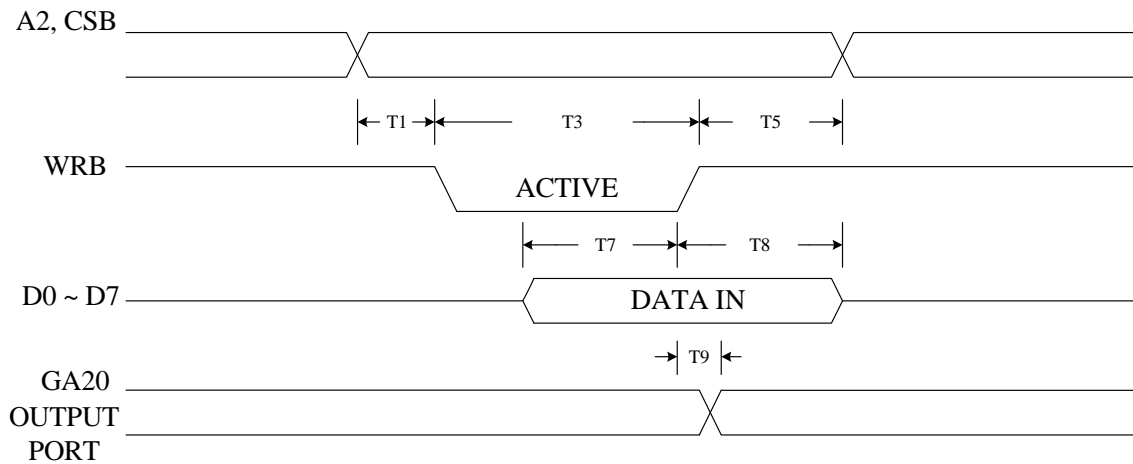 A2, CSB
T1
T3
T5
WRB
ACTIVE
T7
T8
D0 ~ D7
DATA IN
T9
GA20
OUTPUT
PORT